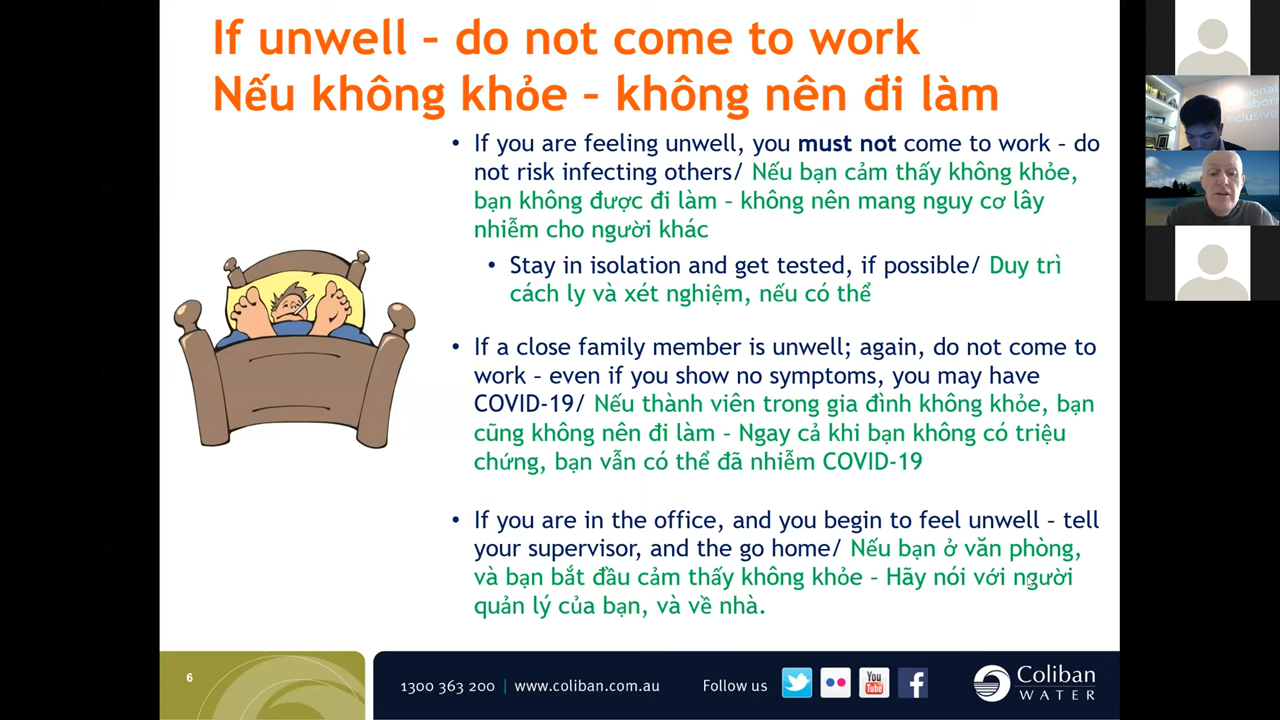 If unwell – do not come to work
Nếu không khỏe – không nên đi làm
• If you are feeling unwell, you must not come to work – do
not risk infecting others/ Nếu bạn cảm thấy không khỏe,
bạn không được đi làm – không nên mang nguy cơ lây
nhiễm cho người khác
• Stay in isolation and get tested, if possible/ Duy trì
cách ly và xét nghiệm, nếu có thể
• If a close family member is unwell; again, do not come to
work – even if you show no symptoms, you may have
COVID-19/ Nếu thành viên trong gia đình không khỏe, bạn
cũng không nên đi làm – Ngay cả khi bạn không có triệu
chứng, bạn vẫn có thể đã nhiễm COVID-19
• If you are in the office, and you begin to feel unwell – tell
your supervisor, and the go home/ Nếu bạn ở văn phòng,
và bạn bắt đầu cảm thấy không khỏe – Hãy nói với người
quản lý của bạn, và về nhà.
6
1300 363 200 | www.coliban.com.au
Follow us
You Tube
Coliban
WATER